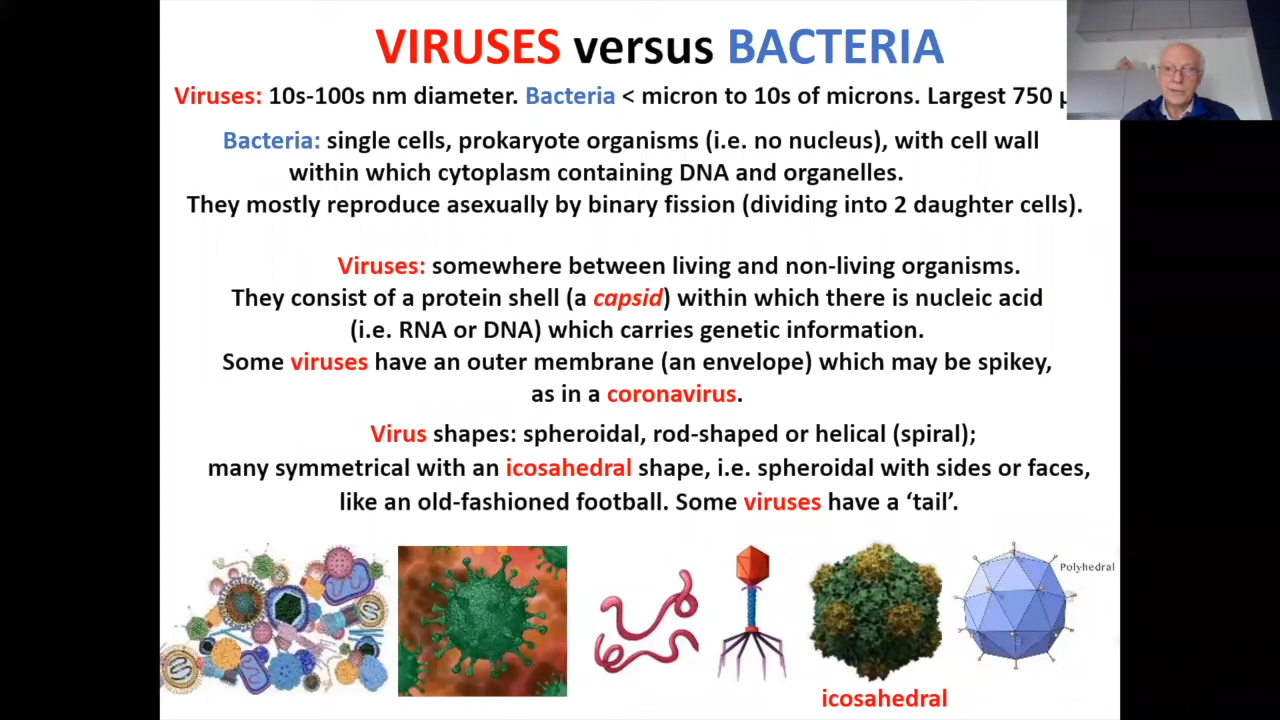 VIRUSES versus BACTERIA
Viruses: 10s-100s nm diameter. Bacteria < micron to 10s of microns. Largest 750 μ
Bacteria: single cells, prokaryote organisms (i.e. no nucleus), with cell wall
within which cytoplasm containing DNA and organelles.
They mostly reproduce asexually by binary fission (dividing into 2 daughter cells).
Viruses: somewhere between living and non-living organisms.
They consist of a protein shell (a capsid) within which there is nucleic acid
(i.e. RNA or DNA) which carries genetic information.
Some viruses have an outer membrane (an envelope) which may be spikey,
as in a coronavirus.
Virus shapes: spheroidal, rod-shaped or helical (spiral);
many symmetrical with an icosahedral shape, i.e. spheroidal with sides or faces,
like an old-fashioned football. Some viruses have a ‘tail’.
Polyhedral
icosahedral